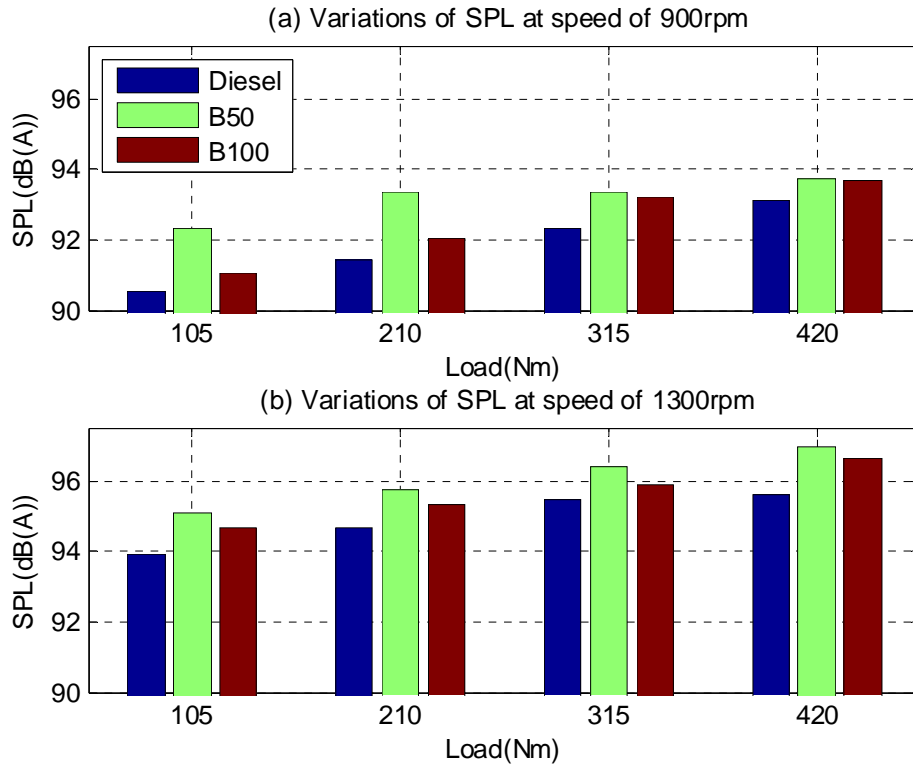 (a) Variations of SPL at speed of 900rpm
SPL(dB(A))
96
94
92
90
Diesel
B50
B100
105 210 315 420
Load(Nm)
(b) Variations of SPL at speed of 1300rpm
SPL(dB(A))
96
94
92
90
105 210 315 420
Load(Nm)